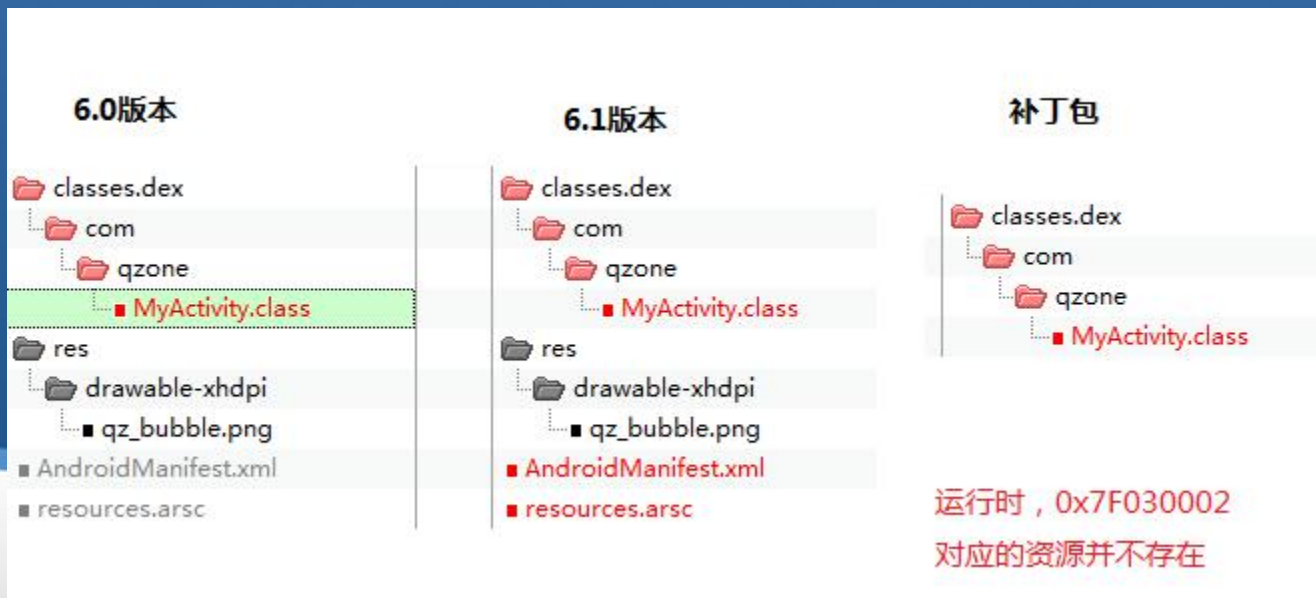 6.0版本
classes.dex
com
qzone
MyActivity.class
res
drawable-xhdpi
qz_bubble.png
AndroidManifest.xml
resources.arsc
6.1版本
classes.dex
com
qzone
MyActivity.class
res
drawable-xhdpi
qz_bubble.png
AndroidManifest.xml
resources.arsc
补丁包
classes.dex
com
qzone
MyActivity.class
运行时，0x7F030002
对应的资源并不存在